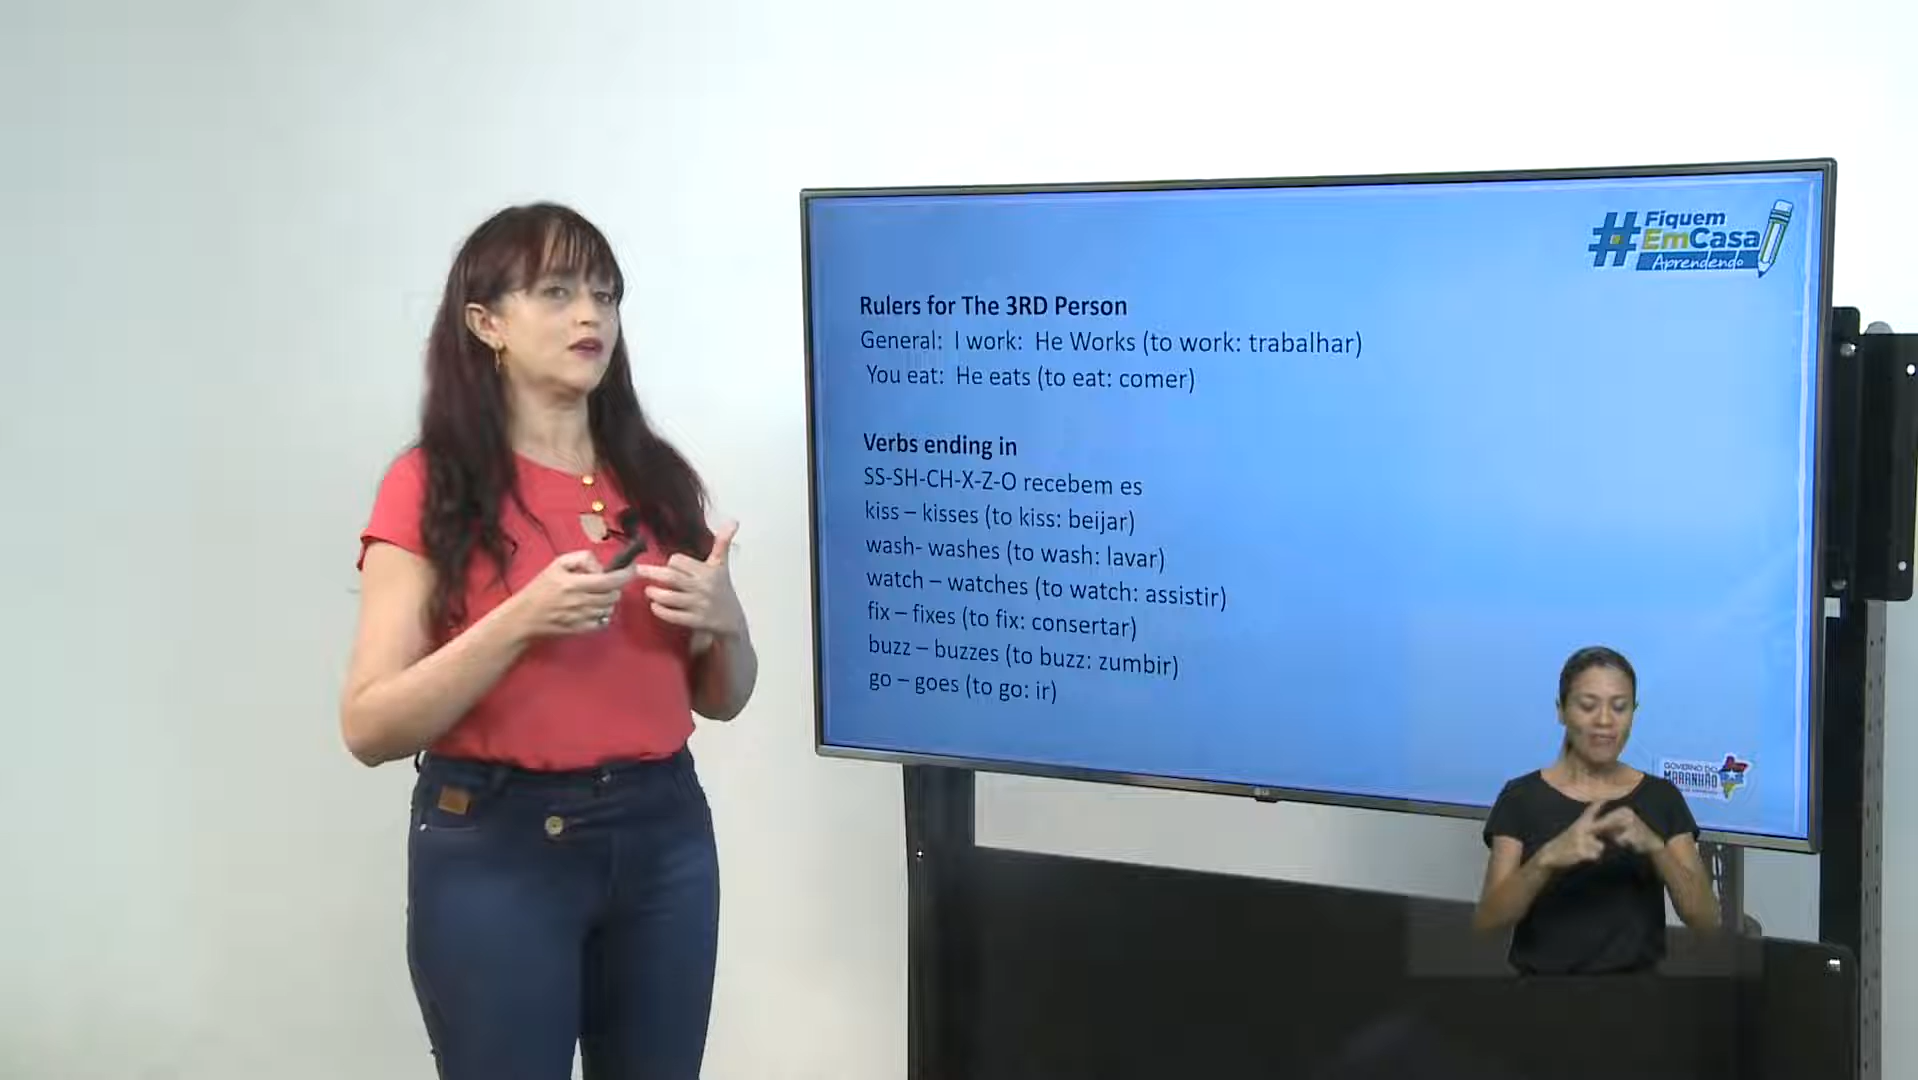 #Fiquem
EmCasa
Aprendendo
Rulers for The 3RD Person
General: I work: He Works (to work: trabalhar)
You eat: He eats (to eat: comer)
Verbs ending in
SS-SH-CH-X-Z-O recebem es
kiss – kisses (to kiss: beijar)
wash- washes (to wash: lavar)
watch – watches (to watch: assistir)
fix – fixes (to fix: consertar)
buzz – buzzes (to buzz: zumbir)
go – goes (to go: ir)
GOVERNO DO
MARANHÃO
LG